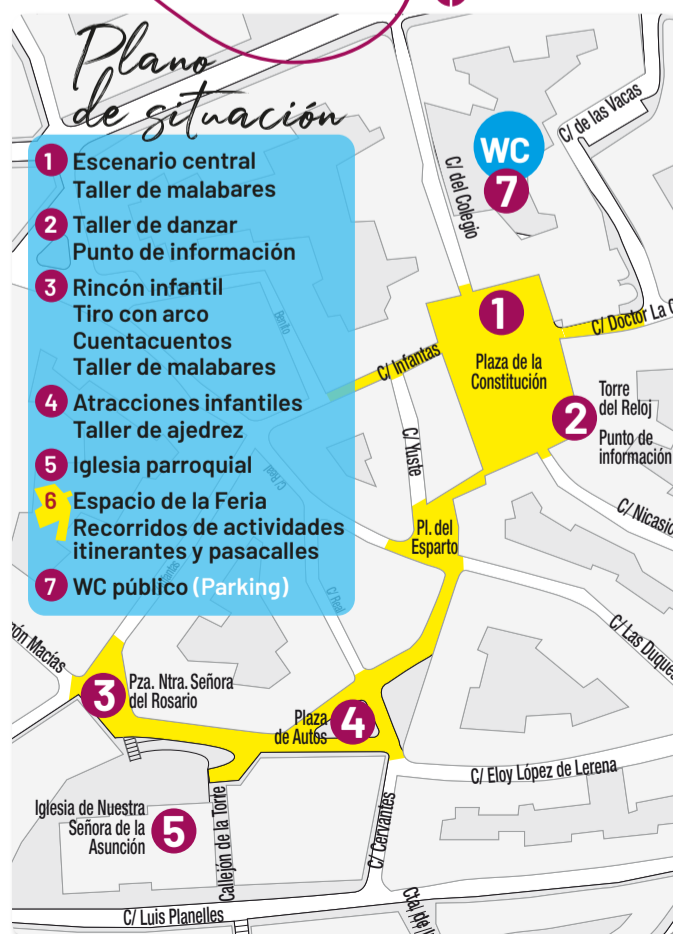 Plano
de situación
1 Escenario central
Taller de malabares
2 Taller de danzar
Punto de información
3 Rincón infantil
Tiro con arco
Cuentacuentos
Taller de malabares
4 Atracciones infantiles
Taller de ajedrez
5 Iglesia parroquial
6 Espacio de la Feria
Recorridos de actividades
itinerantes y pasacalles
7 WC público (Parking)
C/ de las Vacas
WC
7
C/ del Colegio
1
C/ Doctor La
Plaza de la
Constitución
C/ Infantas
Benito
2
Torre
del Reloj
Punto de
información
C/ Yuste
C/ Real
C/ Nicasio
Pl. del
Esparto
C/ Real
C/ Las Duque
Macías
3
Pza. Ntra. Señora
del Rosario
Plaza
de Autos
4
C/ Eloy López de Lerena
Iglesia de Nuestra
Señora de la
Asunción
5
Callejón de la Torre
C/ Cervantes
C/ Luis Planelles